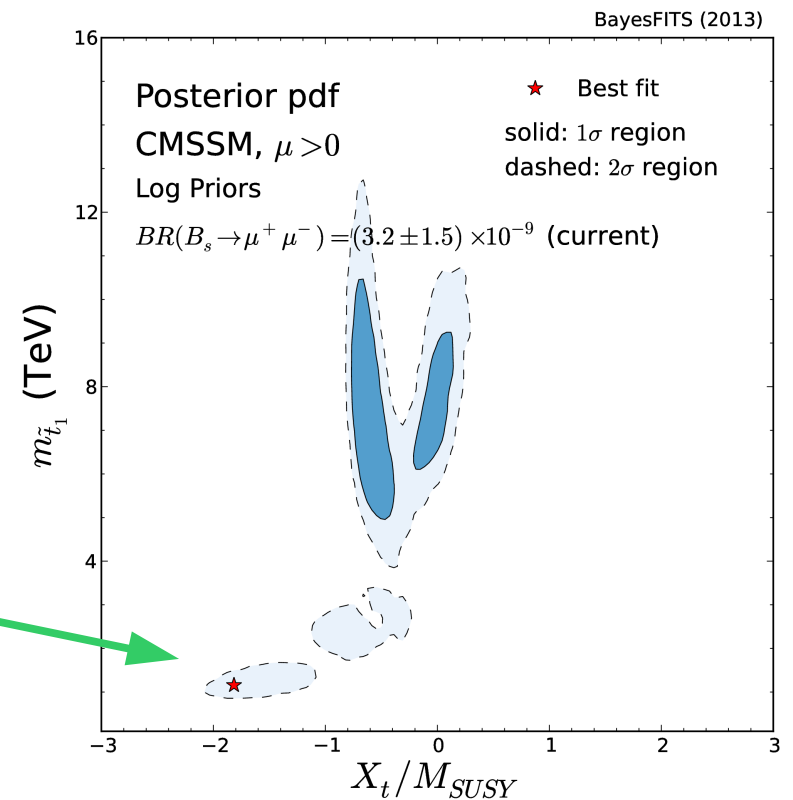 BayesFITS (2013)
Posterior pdf
CMSSM, μ >0
Log Priors
BR(B_s→μ⁺ μ⁻)=(3.2±1.5) ×10⁻⁹ (current)
Best fit
solid: 1σ region
dashed: 2σ region
16
12
8
4
m_t̃₁ (TeV)
−3 −2 −1 0 1 2 3
X_t/M_SUSY